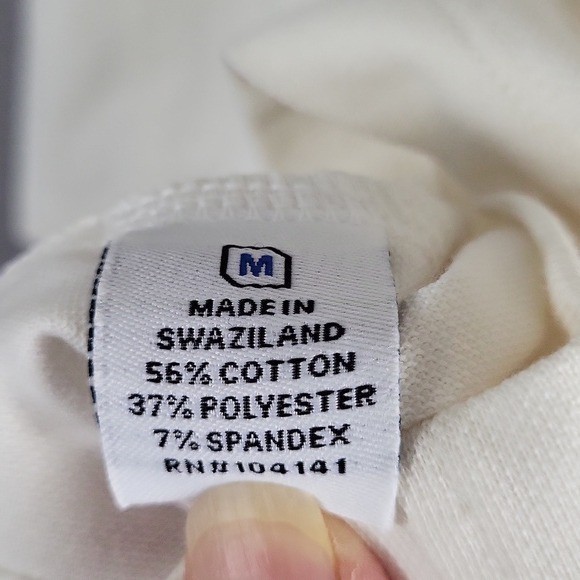 M
MADE IN
SWAZILAND
56% COTTON
37% POLYESTER
7% SPANDEX
RN#104141